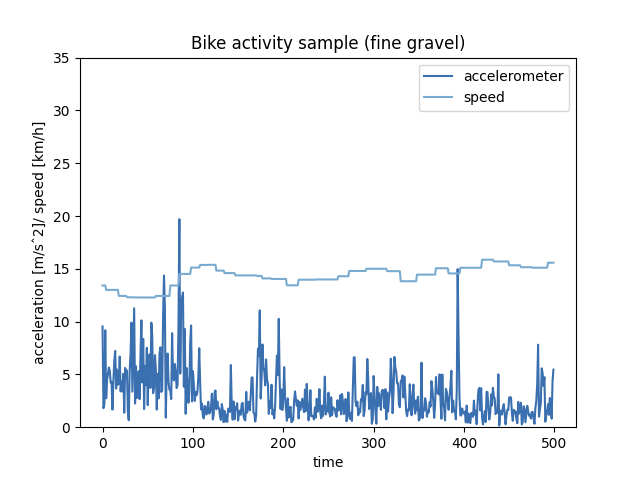 Bike activity sample (fine gravel)
accelerometer
speed
acceleration [m/sˆ2]/ speed [km/h]
35
30
25
20
15
10
5
0
0 100 200 300 400 500
time